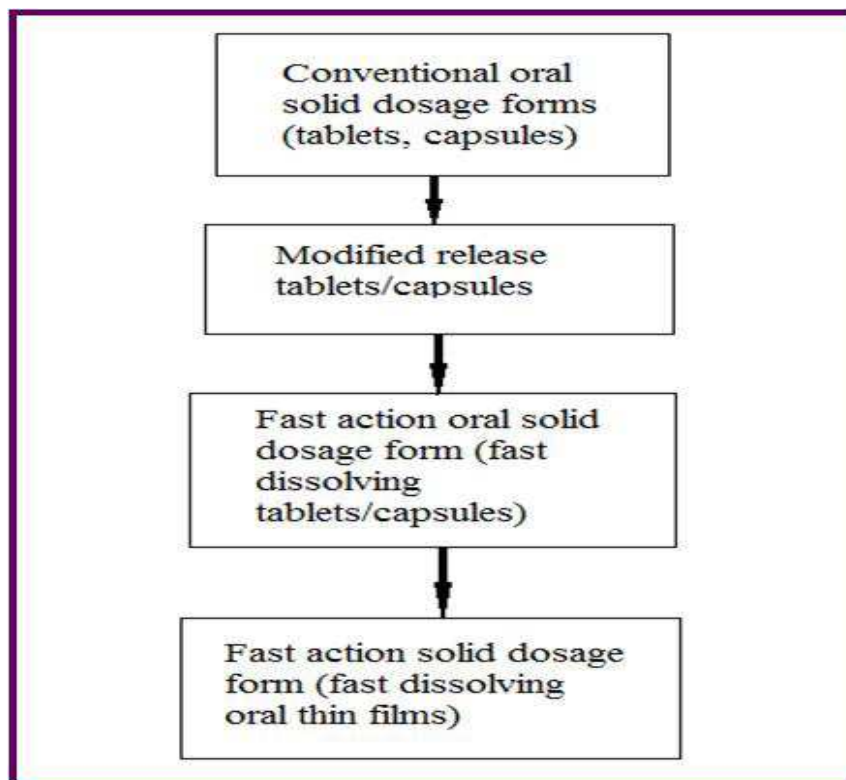 Conventional oral
solid dosage forms
(tablets, capsules)
Modified release
tablets/capsules
Fast action oral solid
dosage form (fast
dissolving
tablets/capsules)
Fast action solid dosage
form (fast dissolving
oral thin films)